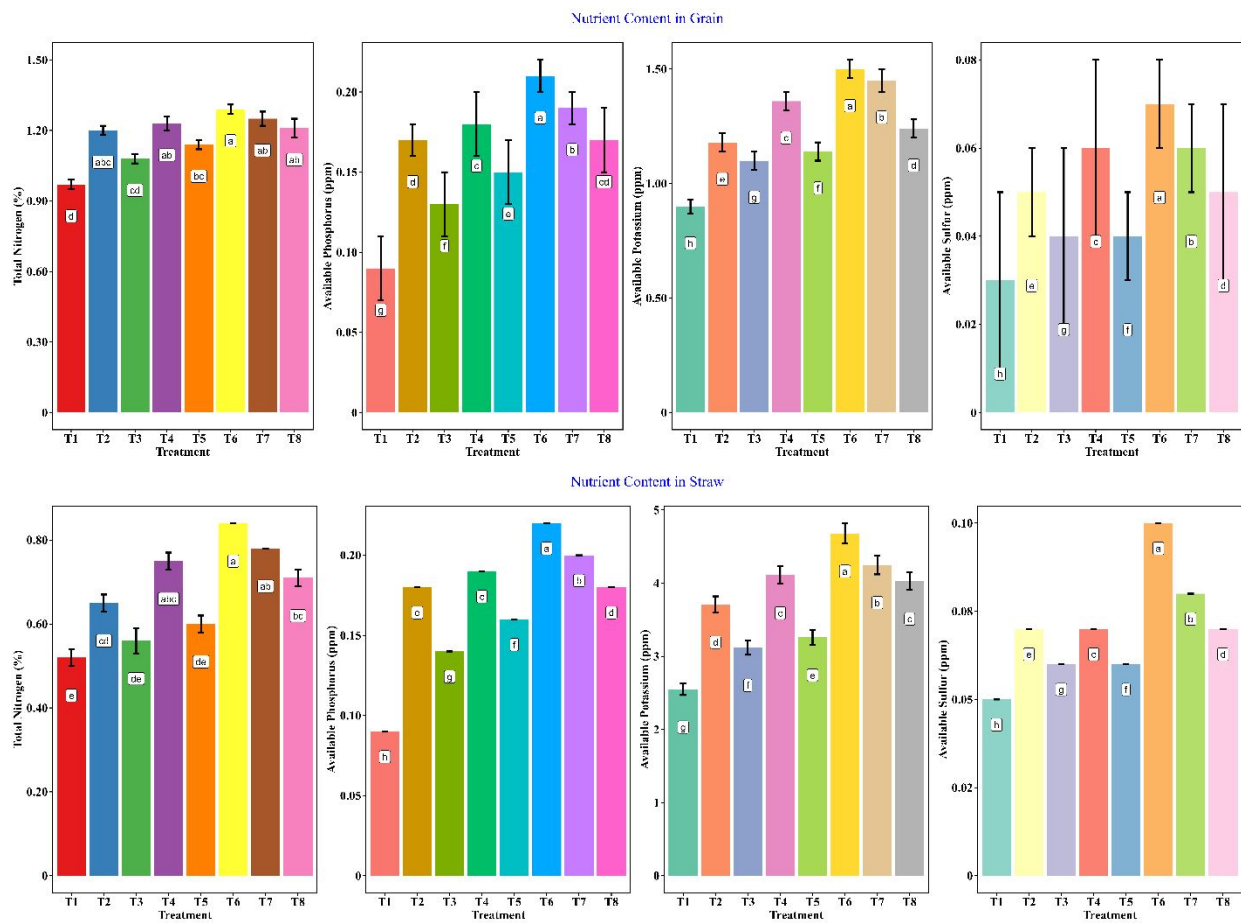 Nutrient Content in Grain
Total Nitrogen (%)
1.50
1.20
0.90
0.60
0.30
0
d
abc
cd
ab
bc
a
ab
ab
T1 T2 T3 T4 T5 T6 T7 T8
Treatment
Available Phosphorus (ppm)
0.20
0.15
0.10
0.05
0
g
d
f
c
e
a
b
cd
T1 T2 T3 T4 T5 T6 T7 T8
Treatment
Available Potassium (ppm)
1.50
1.00
0.50
0
h
e
g
c
f
a
b
d
T1 T2 T3 T4 T5 T6 T7 T8
Treatment
Available Sulfur (ppm)
0.08
0.06
0.04
0.02
0
h
e
g
c
f
a
b
d
T1 T2 T3 T4 T5 T6 T7 T8
Treatment
Nutrient Content in Straw
Total Nitrogen (%)
0.80
0.60
0.40
0.20
0
e
cd
de
abc
de
a
ab
bc
T1 T2 T3 T4 T5 T6 T7 T8
Treatment
Available Phosphorus (ppm)
0.20
0.15
0.10
0.05
0
h
g
c
f
a
b
d
T1 T2 T3 T4 T5 T6 T7 T8
Treatment
Available Potassium (ppm)
5
4
3
2
1
0
g
d
f
c
e
a
b
c
T1 T2 T3 T4 T5 T6 T7 T8
Treatment
Available Sulfur (ppm)
0.10
0.08
0.05
0.02
0
h
e
g
c
f
a
b
d
T1 T2 T3 T4 T5 T6 T7 T8
Treatment